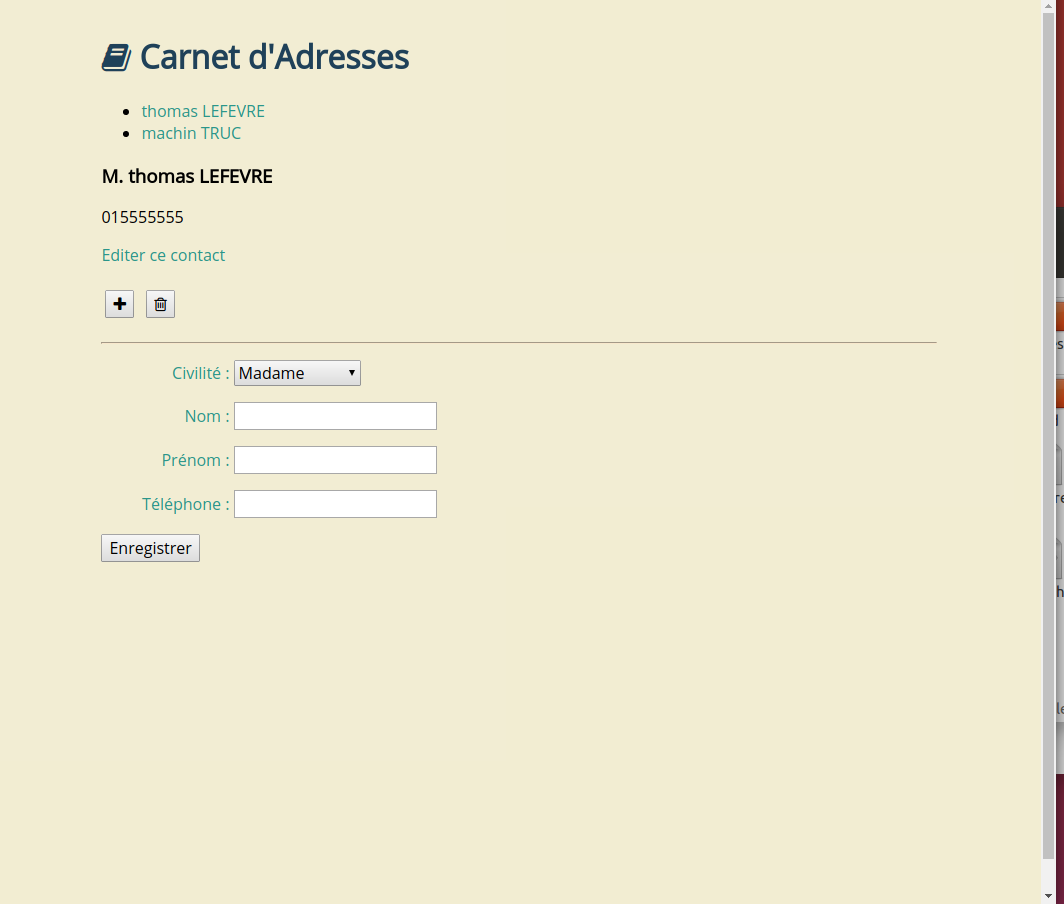 Carnet d'Adresses
thomas LEFEVRE
machin TRUC
M. thomas LEFEVRE
015555555
Editer ce contact
Civilité : Madame
Nom :
Prénom :
Téléphone :
Enregistrer